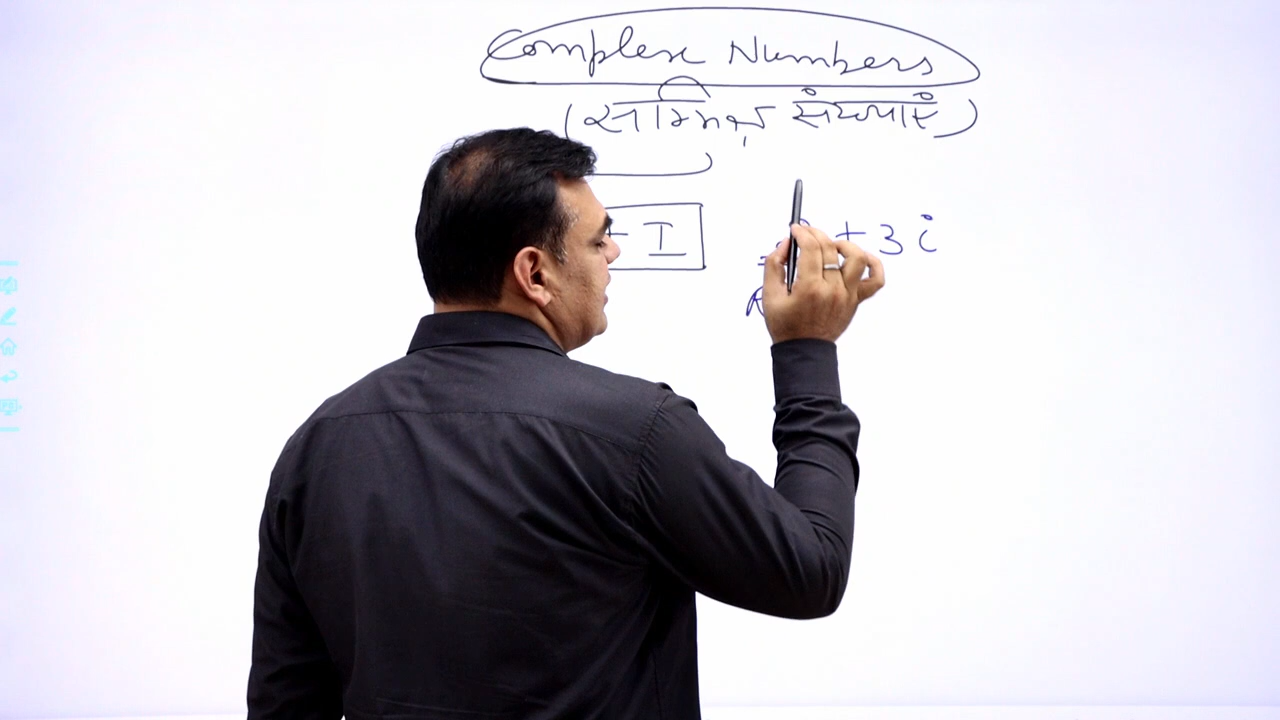 Complex Numbers
(सम्मिश्र संख्याएं)
+ I
+ 3i